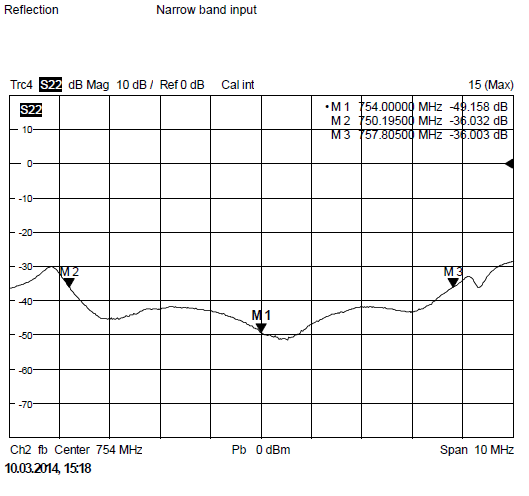 Reflection Narrow band input
Trc4 S22 dB Mag 10 dB / Ref 0 dB Cal int 15 (Max)
S22
•M 1 754.00000 MHz -49.158 dB
M 2 750.19500 MHz -36.032 dB
M 3 757.80500 MHz -36.003 dB
10
0
-10
-20
-30
M 2
M 3
-40
M 1
-50
-60
-70
Ch2 fb Center 754 MHz Pb 0 dBm Span 10 MHz
10.03.2014, 15:18